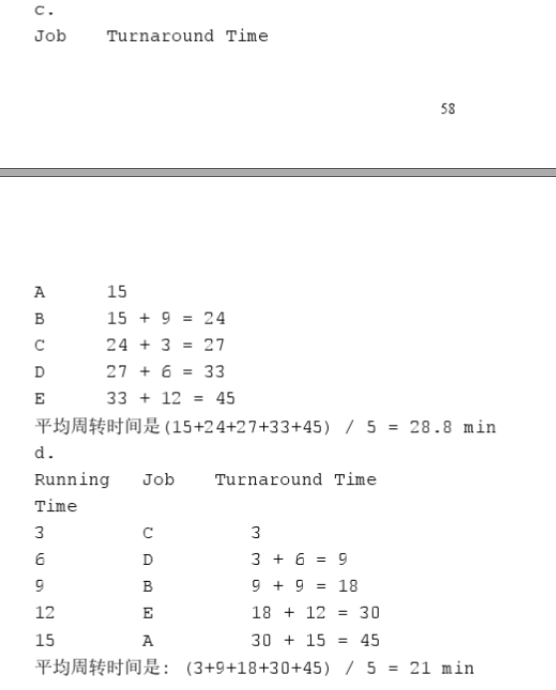 c.
Job Turnaround Time
58
A 15
B 15 + 9 = 24
C 24 + 3 = 27
D 27 + 6 = 33
E 33 + 12 = 45
平均周转时间是(15+24+27+33+45) / 5 = 28.8 min
d.
Running Job Turnaround Time
Time
3 C 3
6 D 3 + 6 = 9
9 B 9 + 9 = 18
12 E 18 + 12 = 30
15 A 30 + 15 = 45
平均周转时间是: (3+9+18+30+45) / 5 = 21 min